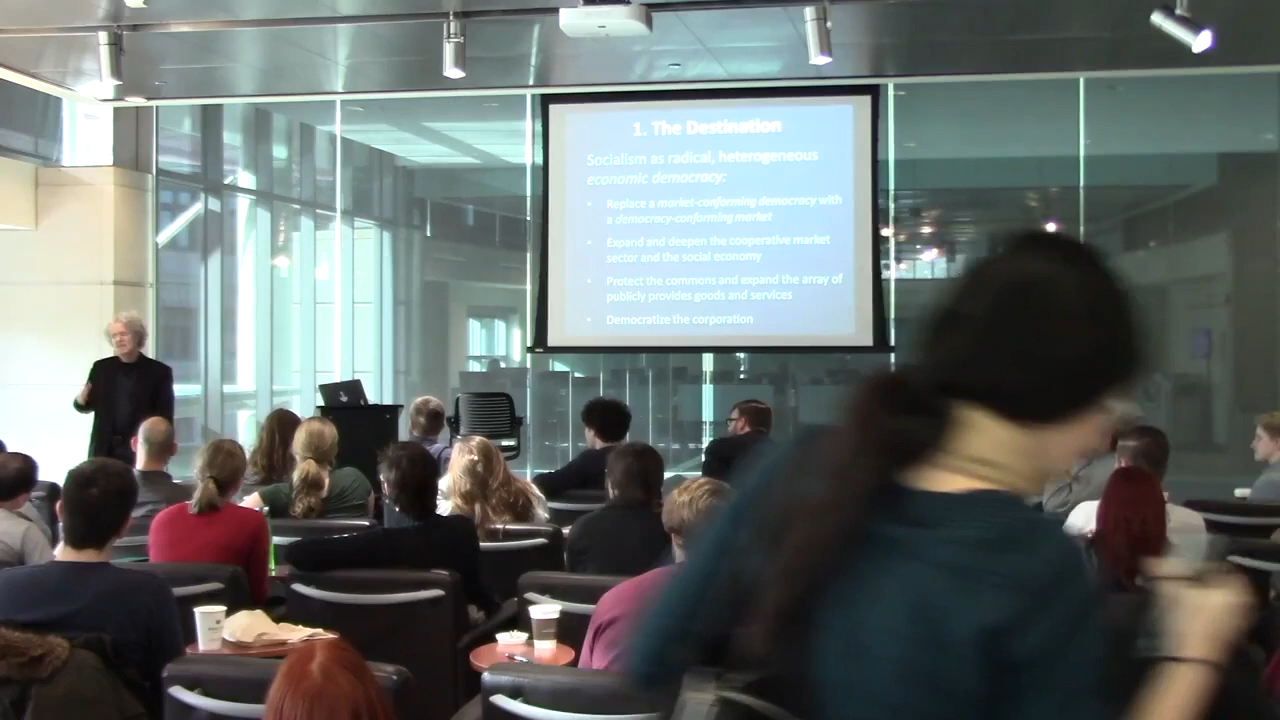 1. The Destination
Socialism as radical, heterogeneous
economic democracy:
• Replace a market-conforming democracy with
a democracy-conforming market
• Expand and deepen the cooperative market
sector and the social economy
• Protect the commons and expand the array of
publicly provides goods and services
• Democratize the corporation